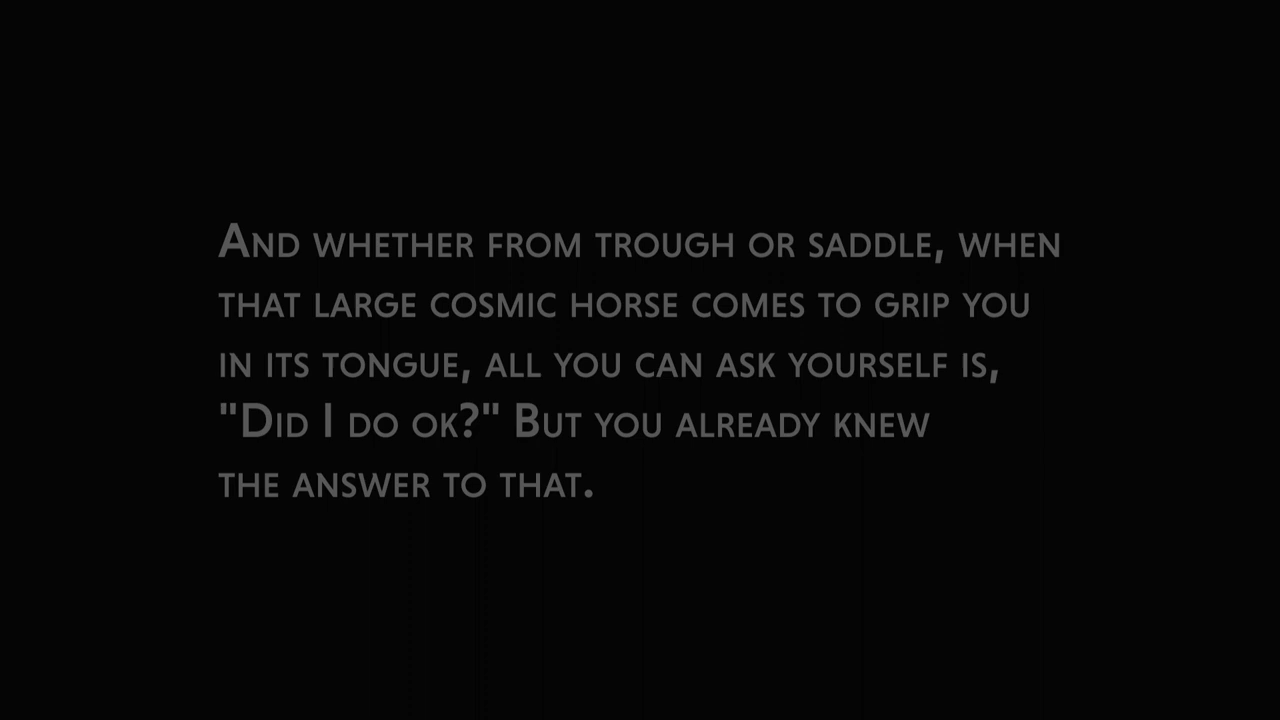 And whether from trough or saddle, when
that large cosmic horse comes to grip you
in its tongue, all you can ask yourself is,
"Did I do ok?" But you already knew
the answer to that.